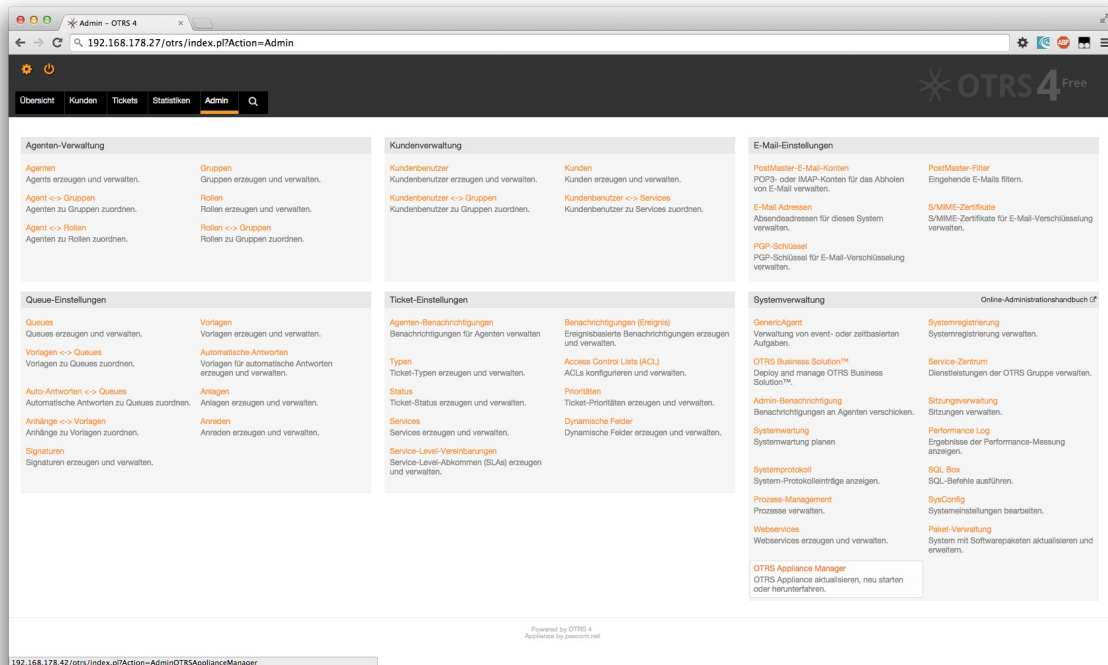 Admin – OTRS 4
192.168.178.27/otrs/index.pl?Action=Admin
ABP
OTRS 4 Free
Übersicht Kunden Tickets Statistiken Admin
Agenten-Verwaltung
Agenten
Agents erzeugen und verwalten.
Gruppen
Gruppen erzeugen und verwalten.
Agent <-> Gruppen
Agenten zu Gruppen zuordnen.
Rollen
Rollen erzeugen und verwalten.
Agent <-> Rollen
Agenten zu Rollen zuordnen.
Rollen <-> Gruppen
Rollen zu Gruppen zuordnen.
Kundenverwaltung
Kundenbenutzer
Kundenbenutzer erzeugen und verwalten.
Kunden
Kunden erzeugen und verwalten.
Kundenbenutzer <-> Gruppen
Kundenbenutzer zu Gruppen zuordnen.
Kundenbenutzer <-> Services
Kundenbenutzer zu Services zuordnen.
E-Mail-Einstellungen
PostMaster-E-Mail-Konten
POP3- oder IMAP-Konten für das Abholen
von E-Mail verwalten.
PostMaster-Filter
Eingehende E-Mails filtern.
E-Mail Adressen
Absendeadressen für dieses System
verwalten.
S/MIME-Zertifikate
S/MIME-Zertifikate für E-Mail-Verschlüsselung
verwalten.
PGP-Schlüssel
PGP-Schlüssel für E-Mail-Verschlüsselung
verwalten.
Queue-Einstellungen
Queues
Queues erzeugen und verwalten.
Vorlagen
Vorlagen erzeugen und verwalten.
Vorlagen <-> Queues
Vorlagen zu Queues zuordnen.
Automatische Antworten
Vorlagen für automatische Antworten
erzeugen und verwalten.
Auto-Antworten <-> Queues
Automatische Antworten zu Queues zuordnen.
Anlagen
Anlagen erzeugen und verwalten.
Anhänge <-> Vorlagen
Anhänge zu Vorlagen zuordnen.
Anreden
Anreden erzeugen und verwalten.
Signaturen
Signaturen erzeugen und verwalten.
Ticket-Einstellungen
Agenten-Benachrichtigungen
Benachrichtigungen für Agenten verwalten
Benachrichtigungen (Ereignis)
Ereignisbasierte Benachrichtigungen erzeugen
und verwalten.
Typen
Ticket-Typen erzeugen und verwalten.
Access Control Lists (ACL)
ACLs konfigurieren und verwalten.
Status
Ticket-Status erzeugen und verwalten.
Prioritäten
Ticket-Prioritäten erzeugen und verwalten.
Services
Services erzeugen und verwalten.
Dynamische Felder
Dynamische Felder erzeugen und verwalten.
Service-Level-Vereinbarungen
Service-Level-Abkommen (SLAs) erzeugen
und verwalten.
Systemverwaltung Online-Administrationshandbuch
GenericAgent
Verwaltung von event- oder zeitbasierten
Aufgaben.
Systemregistrierung
Systemregistrierung verwalten.
OTRS Business Solution™
Deploy and manage OTRS Business
Solution™.
Service-Zentrum
Dienstleistungen der OTRS Gruppe verwalten.
Admin-Benachrichtigung
Benachrichtigungen an Agenten verschicken.
Sitzungsverwaltung
Sitzungen verwalten.
Systemwartung
Systemwartung planen
Performance Log
Ergebnisse der Performance-Messung
anzeigen.
Systemprotokoll
System-Protokolleinträge anzeigen.
SQL Box
SQL-Befehle ausführen.
Prozess-Management
Prozesse verwalten.
SysConfig
Systemeinstellungen bearbeiten.
Webservices
Webservices erzeugen und verwalten.
Paket-Verwaltung
System mit Softwarepaketen aktualisieren und
erweitern.
OTRS Appliance Manager
OTRS Appliance aktualisieren, neu starten
oder herunterfahren.
Powered by OTRS 4
Appliance by pascom.net
192.168.178.42/otrs/index.pl?Action=AdminOTRSApplianceManager